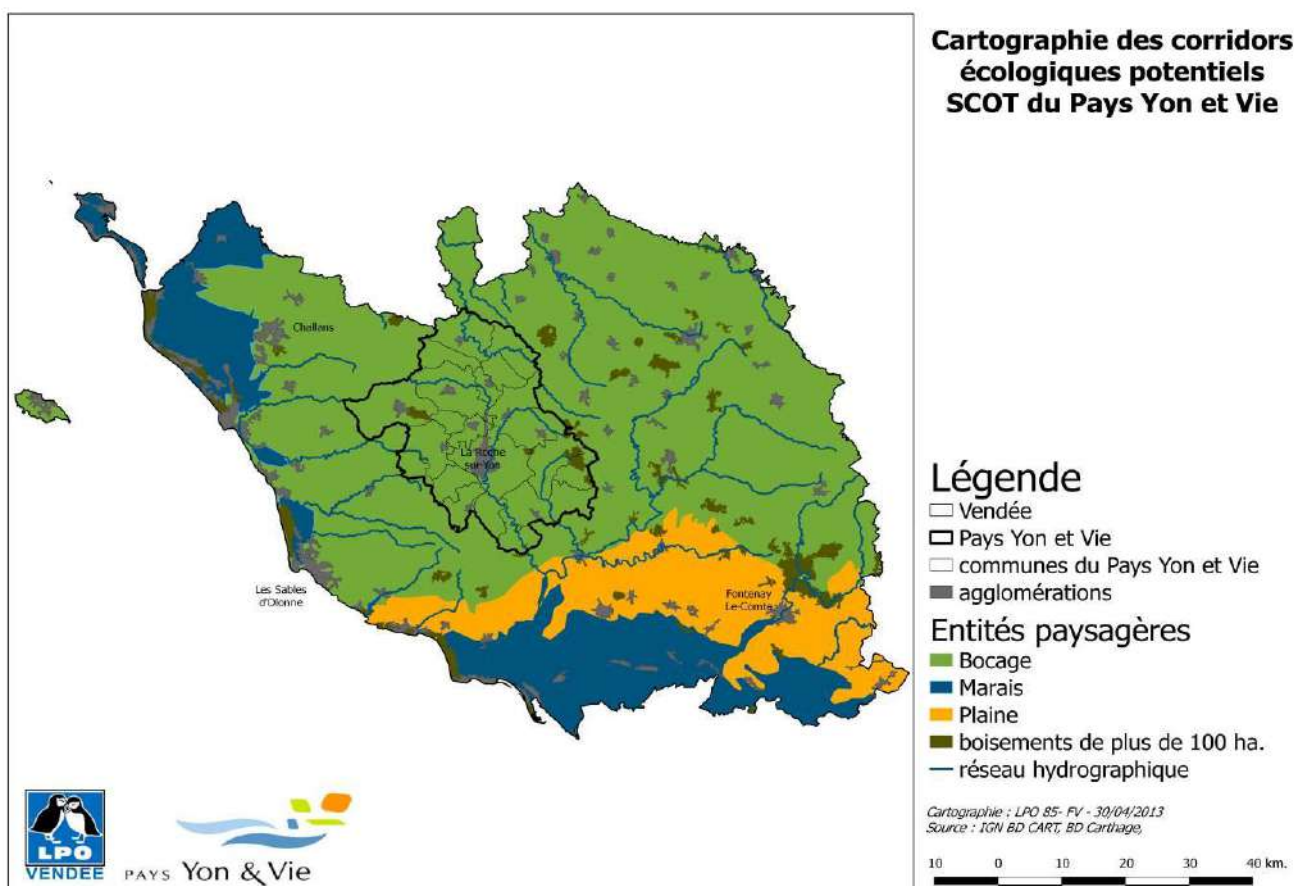 Cartographie des corridors
écologiques potentiels
SCOT du Pays Yon et Vie
Challans
La Roche
sur-Yon
Les Sables
d'Olonne
Fontenay
Le-Comte
Légende
Vendée
Pays Yon et Vie
communes du Pays Yon et Vie
agglomérations
Entités paysagères
Bocage
Marais
Plaine
boisements de plus de 100 ha.
réseau hydrographique
Cartographie : LPO 85- FV - 30/04/2013
Source : IGN BD CART, BD Carthage,
10 0 10 20 30 40 km.
LPO
VENDEE
PAYS Yon & Vie